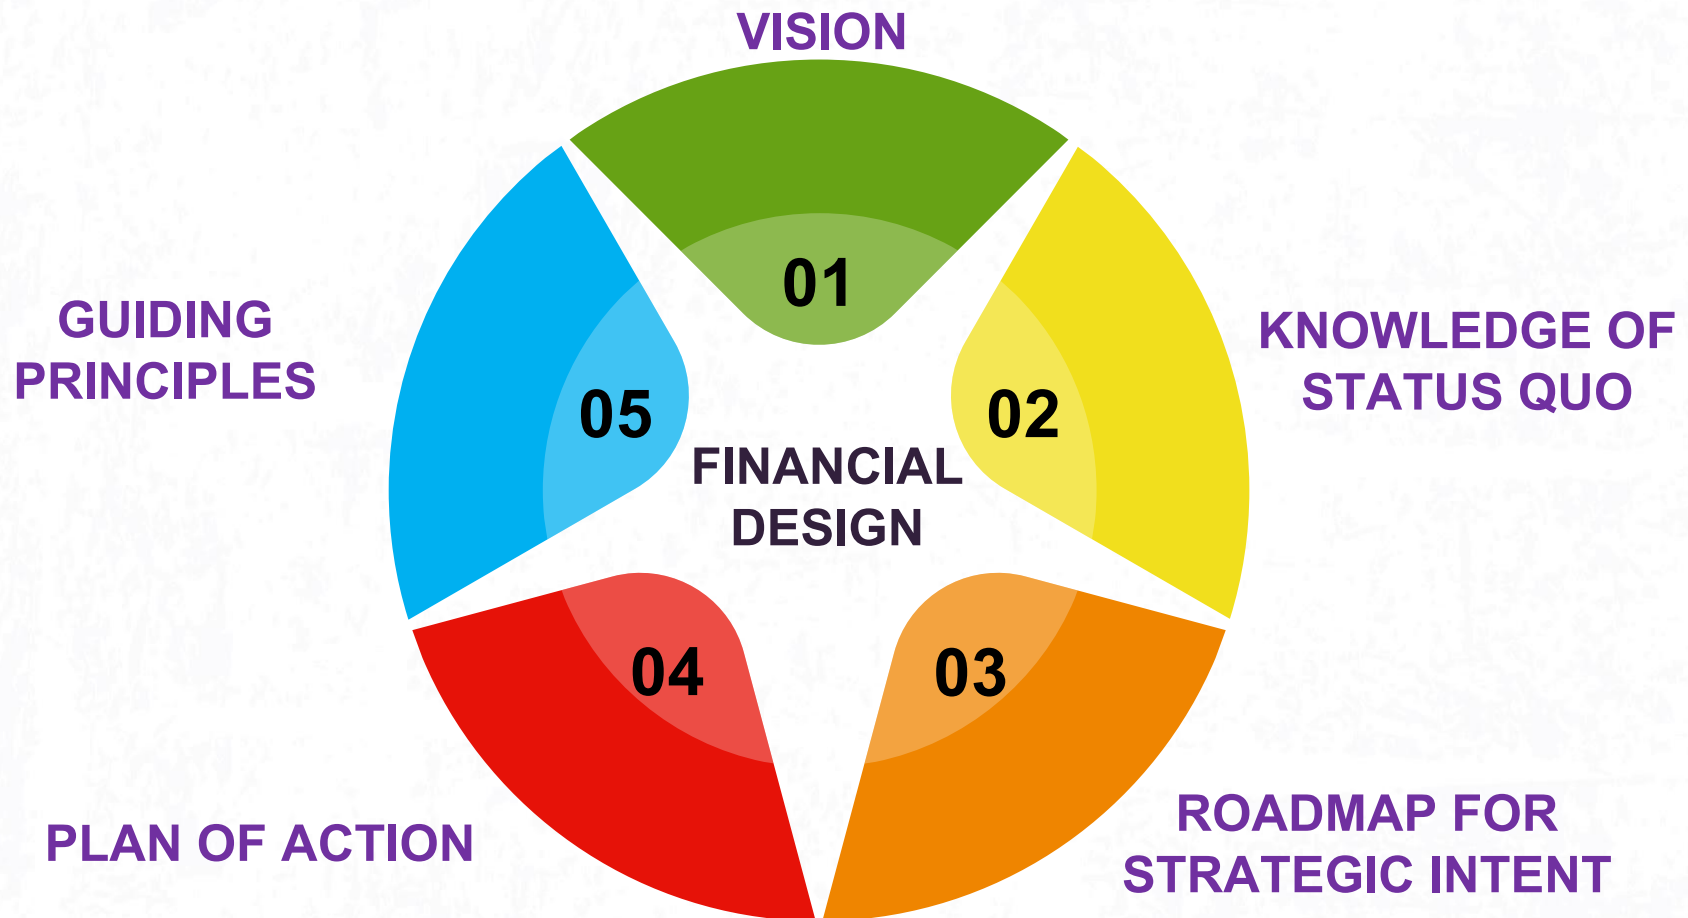 VISION
01
KNOWLEDGE OF
STATUS QUO
02
ROADMAP FOR
STRATEGIC INTENT
03
PLAN OF ACTION
04
GUIDING
PRINCIPLES
05
FINANCIAL
DESIGN